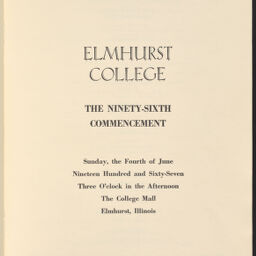 ELMHURST
COLLEGE
THE NINETY-SIXTH
COMMENCEMENT
Sunday, the Fourth of June
Nineteen Hundred and Sixty-Seven
Three O'clock in the Afternoon
The College Mall
Elmhurst, Illinois